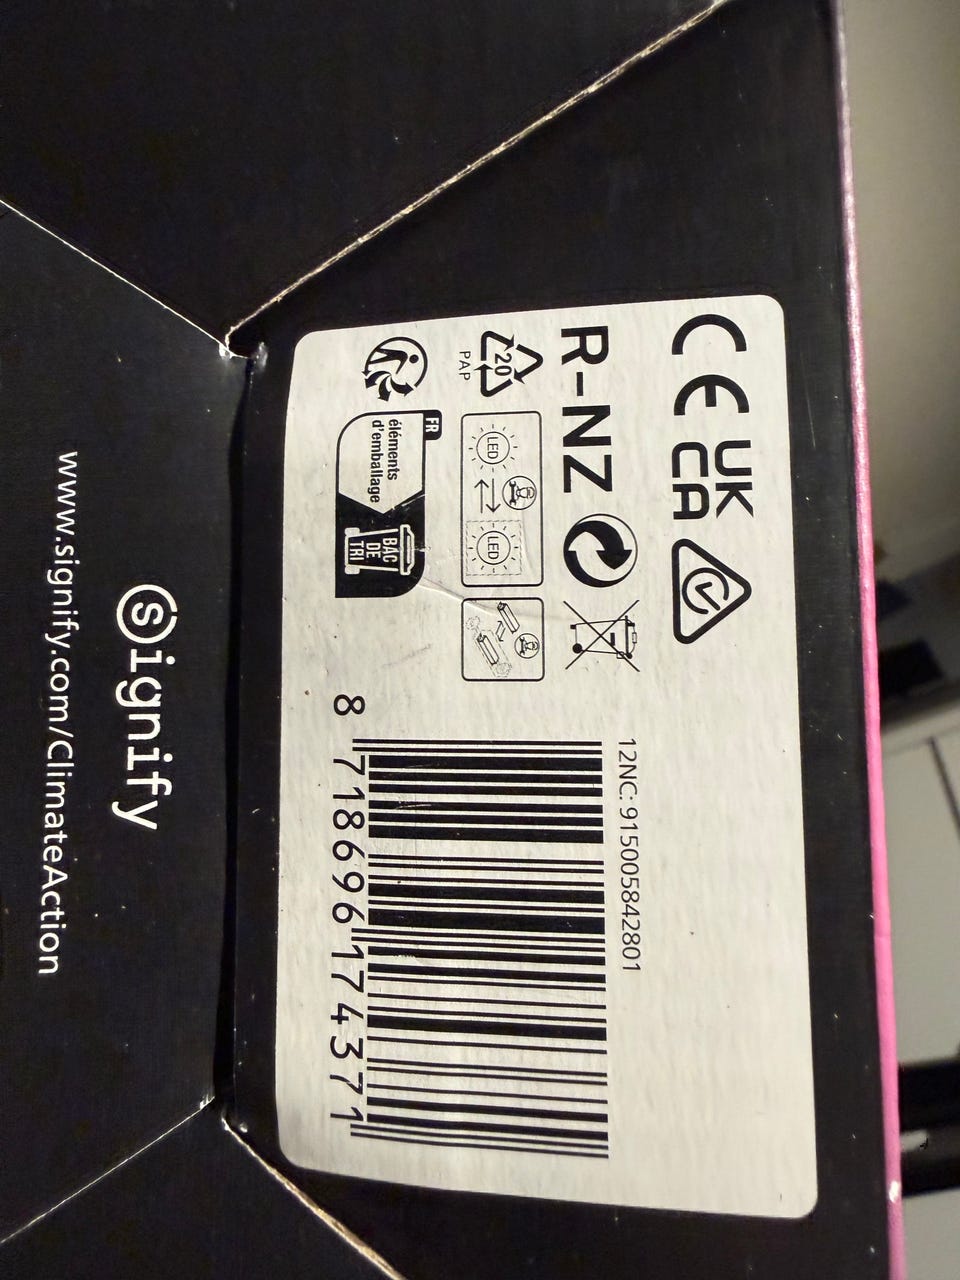 CE UK
CA
R-NZ
20
PAP
LED
LED
FR
éléments
d'emballage
BAC
DE
TRI
12NC: 915005842801
8 718696 174371
Signify
www.signify.com/ClimateAction